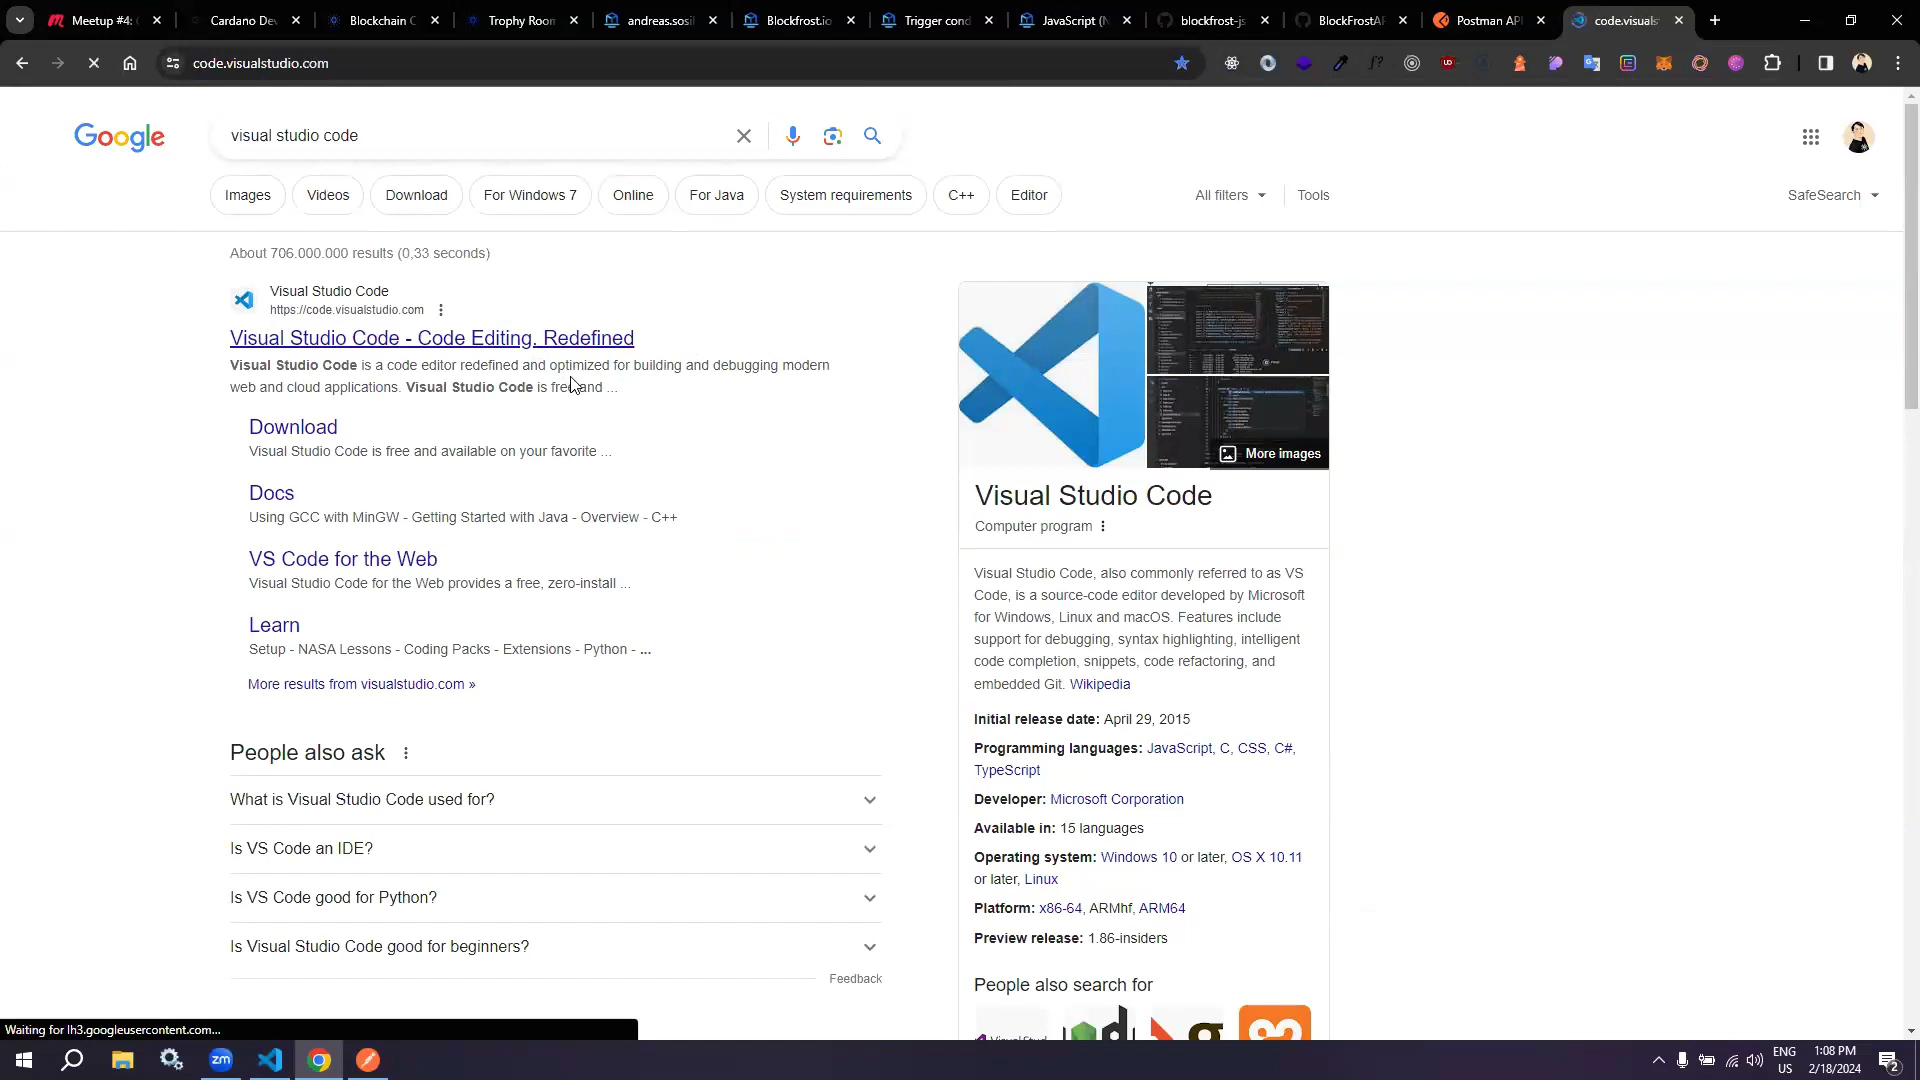 Meetup #4:
Cardano Dev
Blockchain C
Trophy Room
andreas.sosil
Blockfrost.io
Trigger cond
JavaScript (N
blockfrost-js
BlockFrostAP
Postman API
code.visuals
code.visualstudio.com
Google
visual studio code
Images
Videos
Download
For Windows 7
Online
For Java
System requirements
C++
Editor
All filters
Tools
SafeSearch
About 706.000.000 results (0,33 seconds)
Visual Studio Code
https://code.visualstudio.com
Visual Studio Code - Code Editing. Redefined
Visual Studio Code is a code editor redefined and optimized for building and debugging modern
web and cloud applications. Visual Studio Code is free and ...
Download
Visual Studio Code is free and available on your favorite ...
Docs
Using GCC with MinGW - Getting Started with Java - Overview - C++
VS Code for the Web
Visual Studio Code for the Web provides a free, zero-install ...
Learn
Setup - NASA Lessons - Coding Packs - Extensions - Python - ...
More results from visualstudio.com »
People also ask
What is Visual Studio Code used for?
Is VS Code an IDE?
Is VS Code good for Python?
Is Visual Studio Code good for beginners?
Feedback
More images
Visual Studio Code
Computer program
Visual Studio Code, also commonly referred to as VS
Code, is a source-code editor developed by Microsoft
for Windows, Linux and macOS. Features include
support for debugging, syntax highlighting, intelligent
code completion, snippets, code refactoring, and
embedded Git. Wikipedia
Initial release date: April 29, 2015
Programming languages: JavaScript, C, CSS, C#,
TypeScript
Developer: Microsoft Corporation
Available in: 15 languages
Operating system: Windows 10 or later, OS X 10.11
or later, Linux
Platform: x86-64, ARMhf, ARM64
Preview release: 1.86-insiders
People also search for
Waiting for lh3.googleusercontent.com...
zm
ENG
US
1:08 PM
2/18/2024
2